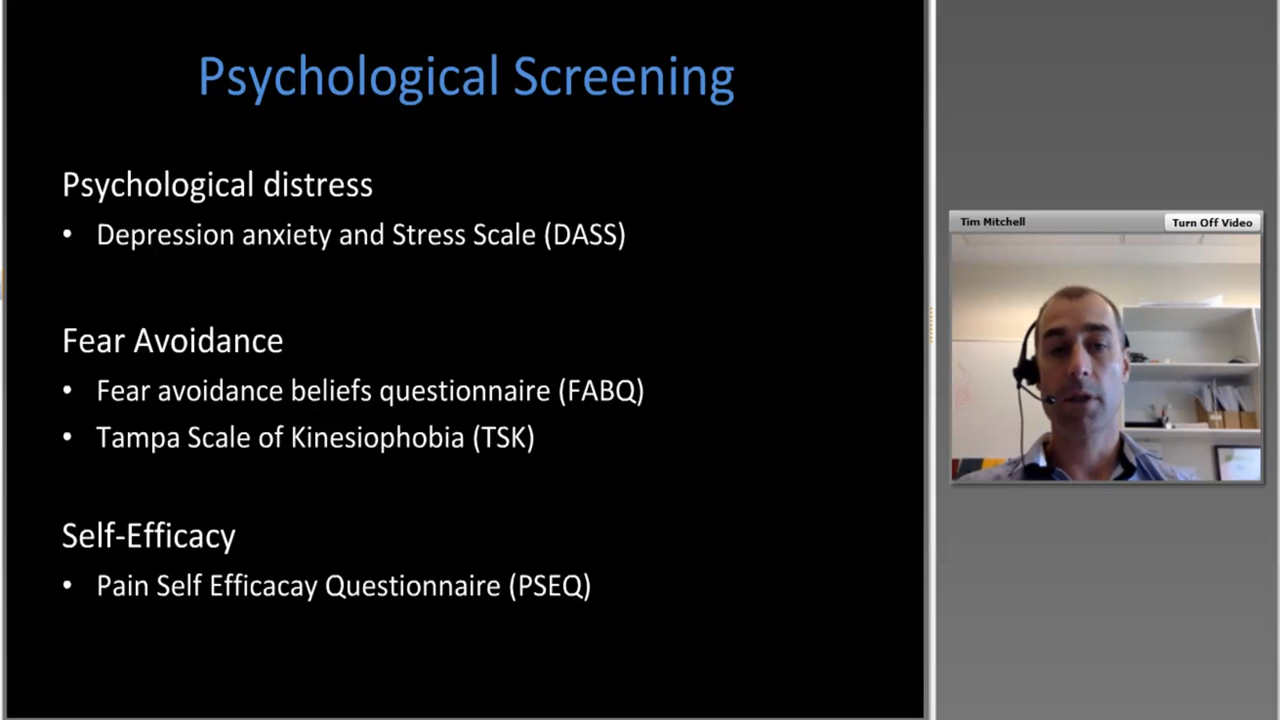 Psychological Screening
Psychological distress
• Depression anxiety and Stress Scale (DASS)
Fear Avoidance
• Fear avoidance beliefs questionnaire (FABQ)
• Tampa Scale of Kinesiophobia (TSK)
Self-Efficacy
• Pain Self Efficacay Questionnaire (PSEQ)
Tim Mitchell
Turn Off Video